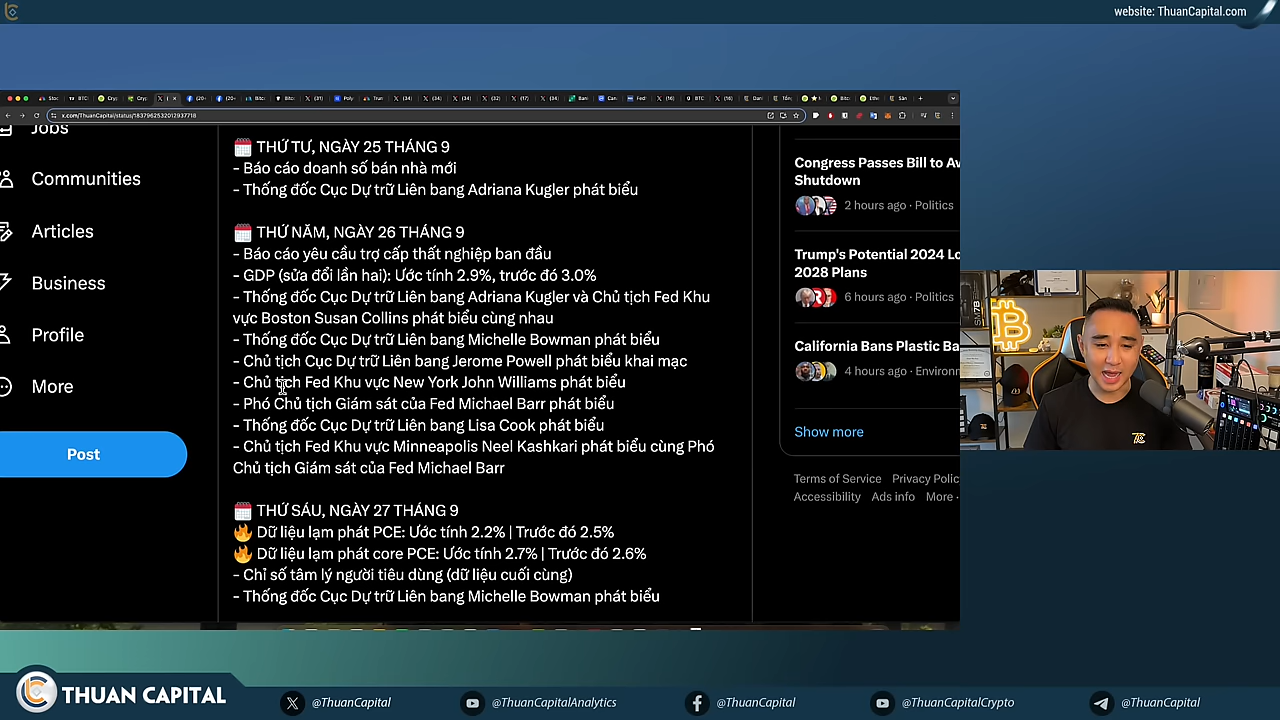 website: ThuanCapital.com
x.com/ThuanCapital/status/1837962532012937718
Jobs
Communities
Articles
Business
Profile
More
Post
THỨ TƯ, NGÀY 25 THÁNG 9
- Báo cáo doanh số bán nhà mới
- Thống đốc Cục Dự trữ Liên bang Adriana Kugler phát biểu
THỨ NĂM, NGÀY 26 THÁNG 9
- Báo cáo yêu cầu trợ cấp thất nghiệp ban đầu
- GDP (sửa đổi lần hai): Ước tính 2.9%, trước đó 3.0%
- Thống đốc Cục Dự trữ Liên bang Adriana Kugler và Chủ tịch Fed Khu
vực Boston Susan Collins phát biểu cùng nhau
- Thống đốc Cục Dự trữ Liên bang Michelle Bowman phát biểu
- Chủ tịch Cục Dự trữ Liên bang Jerome Powell phát biểu khai mạc
- Chủ tịch Fed Khu vực New York John Williams phát biểu
- Phó Chủ tịch Giám sát của Fed Michael Barr phát biểu
- Thống đốc Cục Dự trữ Liên bang Lisa Cook phát biểu
- Chủ tịch Fed Khu vực Minneapolis Neel Kashkari phát biểu cùng Phó
Chủ tịch Giám sát của Fed Michael Barr
THỨ SÁU, NGÀY 27 THÁNG 9
Dữ liệu lạm phát PCE: Ước tính 2.2% | Trước đó 2.5%
Dữ liệu lạm phát core PCE: Ước tính 2.7% | Trước đó 2.6%
- Chỉ số tâm lý người tiêu dùng (dữ liệu cuối cùng)
- Thống đốc Cục Dự trữ Liên bang Michelle Bowman phát biểu
Congress Passes Bill to Av
Shutdown
2 hours ago · Politics
Trump's Potential 2024 Lo
2028 Plans
6 hours ago · Politics
California Bans Plastic Ba
4 hours ago · Environ
Show more
Terms of Service Privacy Polic
Accessibility Ads info More
SM7B
THUAN CAPITAL
@ThuanCapital
@ThuanCapitalAnalytics
@ThuanCapital
@ThuanCapitalCrypto
@ThuanCapital